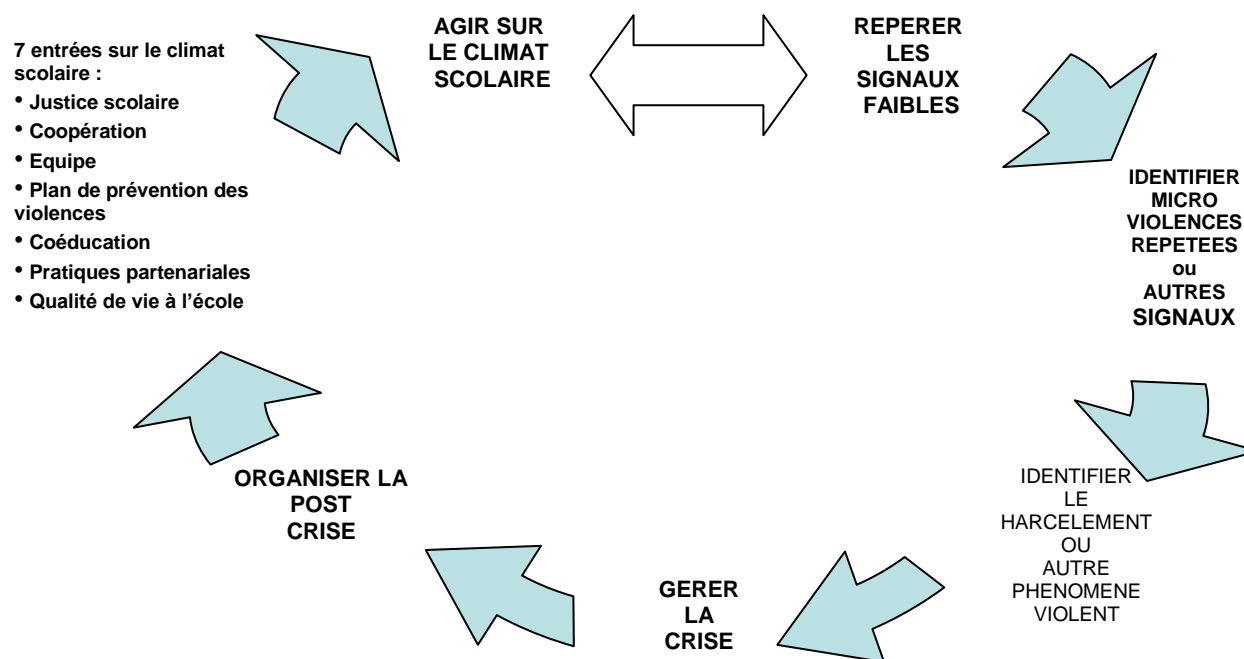 7 entrées sur le climat
scolaire :
• Justice scolaire
• Coopération
• Equipe
• Plan de prévention des
violences
• Coéducation
• Pratiques partenariales
• Qualité de vie à l'école
AGIR SUR
LE CLIMAT
SCOLAIRE
REPERER
LES
SIGNAUX
FAIBLES
IDENTIFIER
MICRO
VIOLENCES
REPETEES
ou
AUTRES
SIGNAUX
IDENTIFIER
LE
HARCELEMENT
OU
AUTRE
PHENOMENE
VIOLENT
GERER
LA
CRISE
ORGANISER LA
POST
CRISE